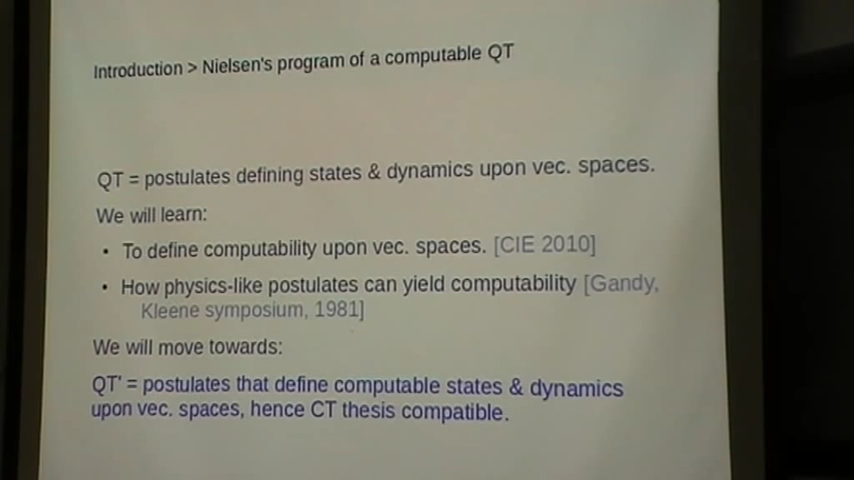 Introduction > Nielsen's program of a computable QT
QT = postulates defining states & dynamics upon vec. spaces.
We will learn:
• To define computability upon vec. spaces. [CIE 2010]
• How physics-like postulates can yield computability [Gandy,
Kleene symposium, 1981]
We will move towards:
QT' = postulates that define computable states & dynamics
upon vec. spaces, hence CT thesis compatible.